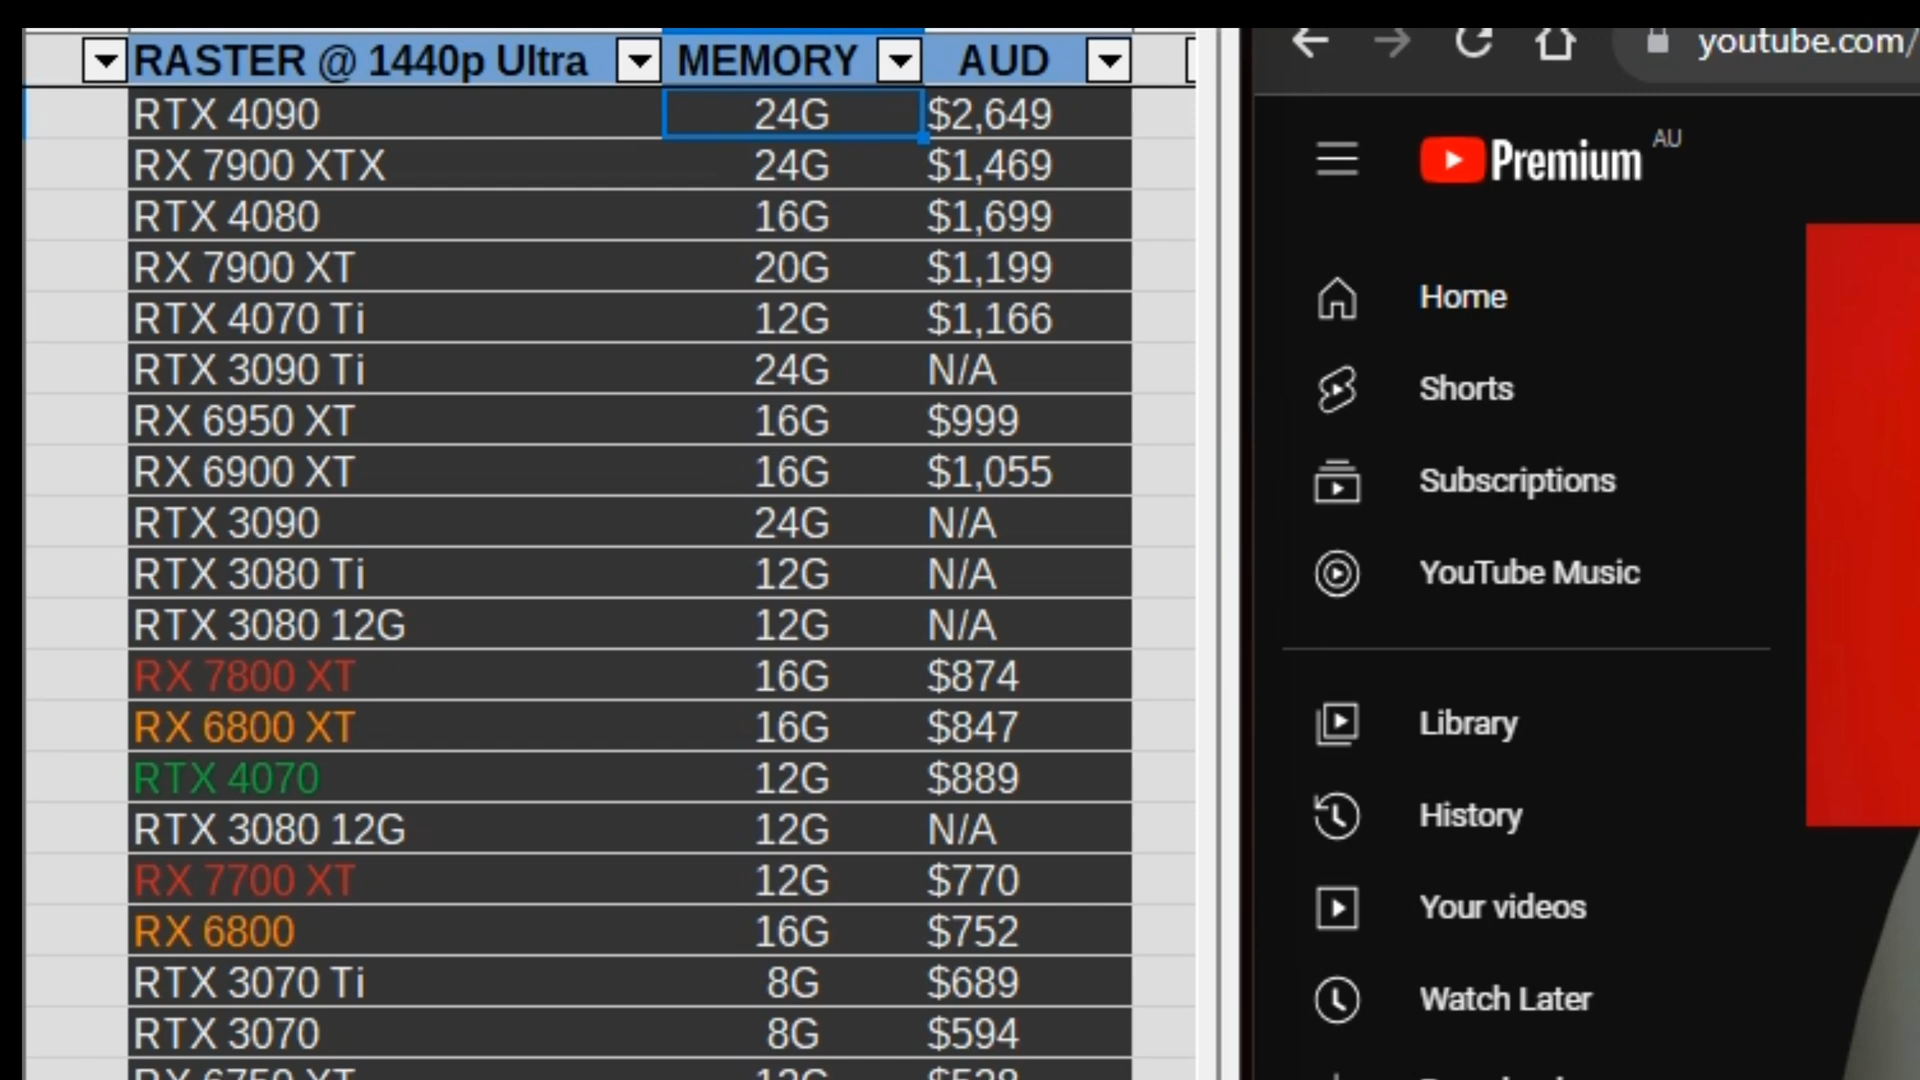 RASTER @ 1440p Ultra MEMORY AUD
RTX 4090 24G $2,649
RX 7900 XTX 24G $1,469
RTX 4080 16G $1,699
RX 7900 XT 20G $1,199
RTX 4070 Ti 12G $1,166
RTX 3090 Ti 24G N/A
RX 6950 XT 16G $999
RX 6900 XT 16G $1,055
RTX 3090 24G N/A
RTX 3080 Ti 12G N/A
RTX 3080 12G 12G N/A
RX 7800 XT 16G $874
RX 6800 XT 16G $847
RTX 4070 12G $889
RTX 3080 12G 12G N/A
RX 7700 XT 12G $770
RX 6800 16G $752
RTX 3070 Ti 8G $689
RTX 3070 8G $594
RX 6750 XT 12G
youtube.com/
Premium AU
Home
Shorts
Subscriptions
YouTube Music
Library
History
Your videos
Watch Later